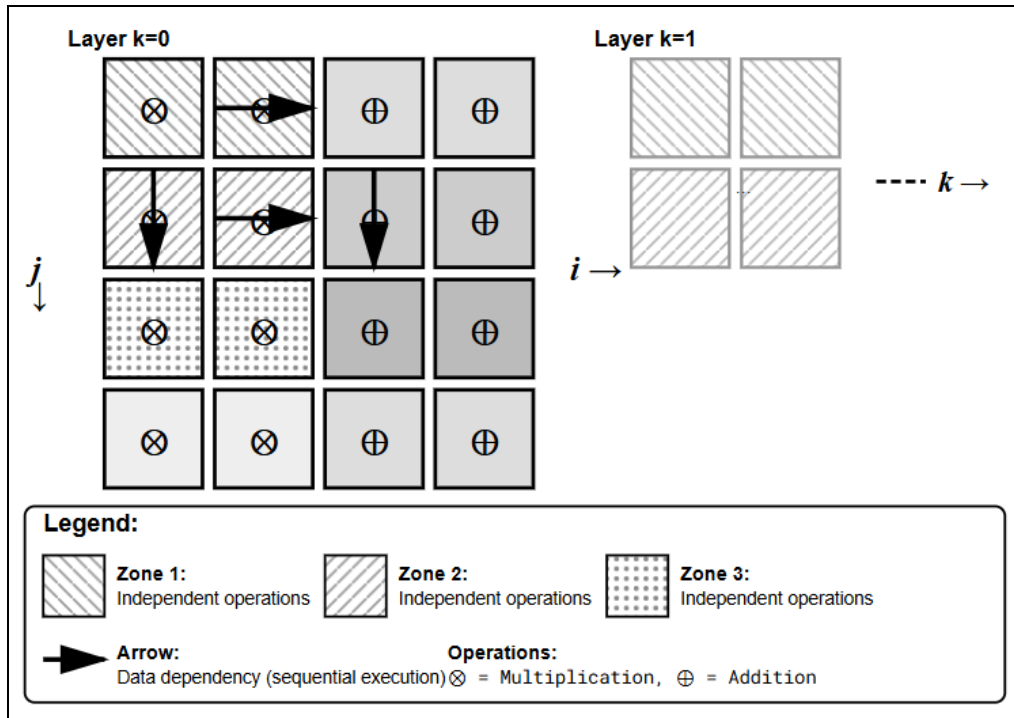 Layer k=0
Layer k=1
⊗ ⊗ ⊕ ⊕
⊗ ⊗ ⊕ ⊕
...
---- k →
j
↓
i →
⊗ ⊗ ⊕ ⊕
⊗ ⊗ ⊕ ⊕
Legend:
Zone 1:
Independent operations
Zone 2:
Independent operations
Zone 3:
Independent operations
Arrow:
Data dependency (sequential execution)
Operations:
⊗ = Multiplication, ⊕ = Addition